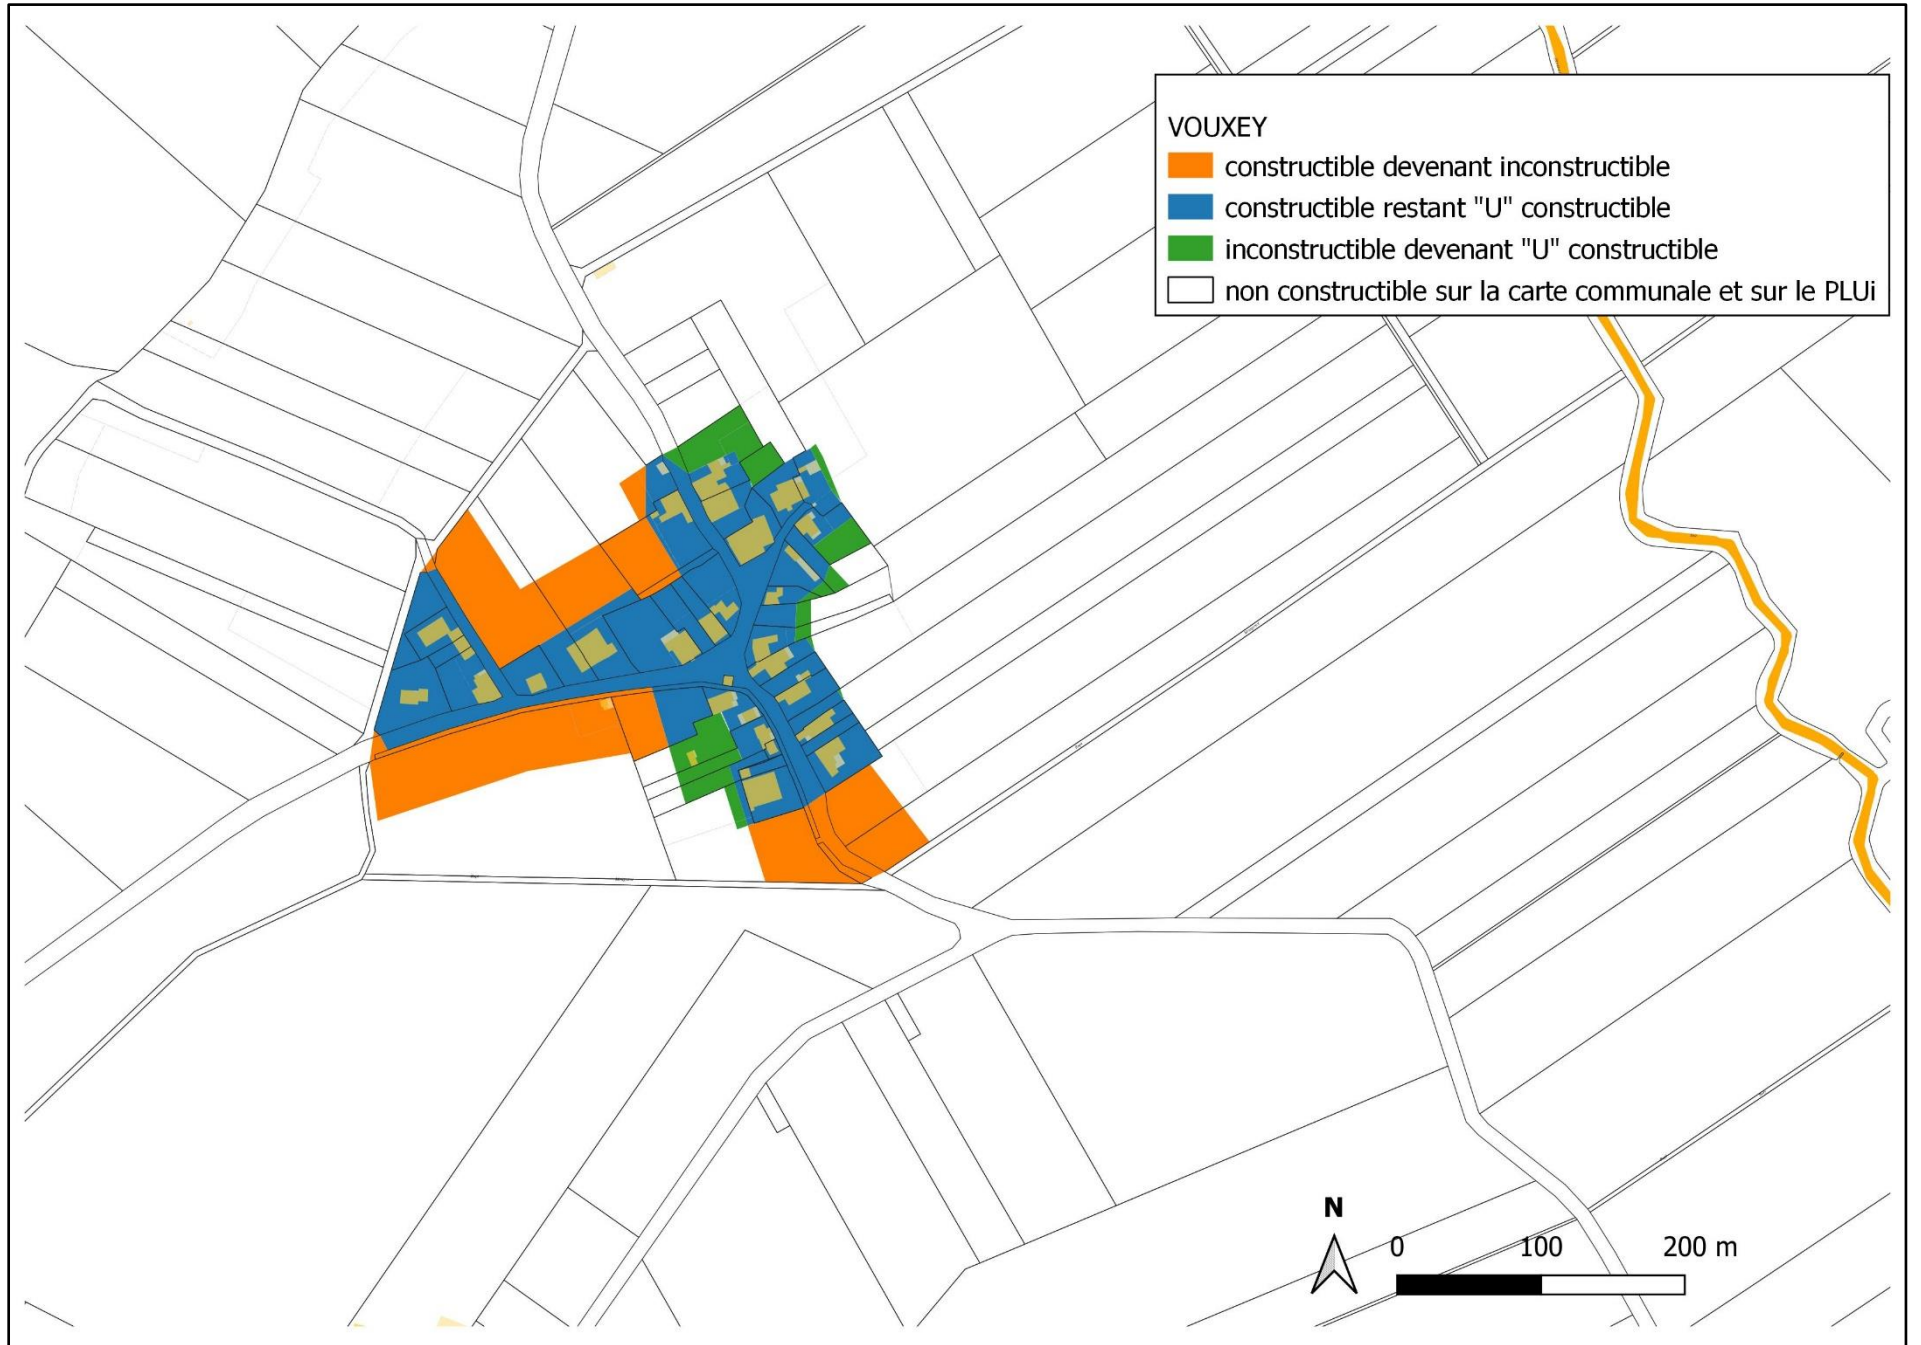 VOUXEY
constructible devenant inconstructible
constructible restant "U" constructible
inconstructible devenant "U" constructible
non constructible sur la carte communale et sur le PLUi
N
0 100 200 m